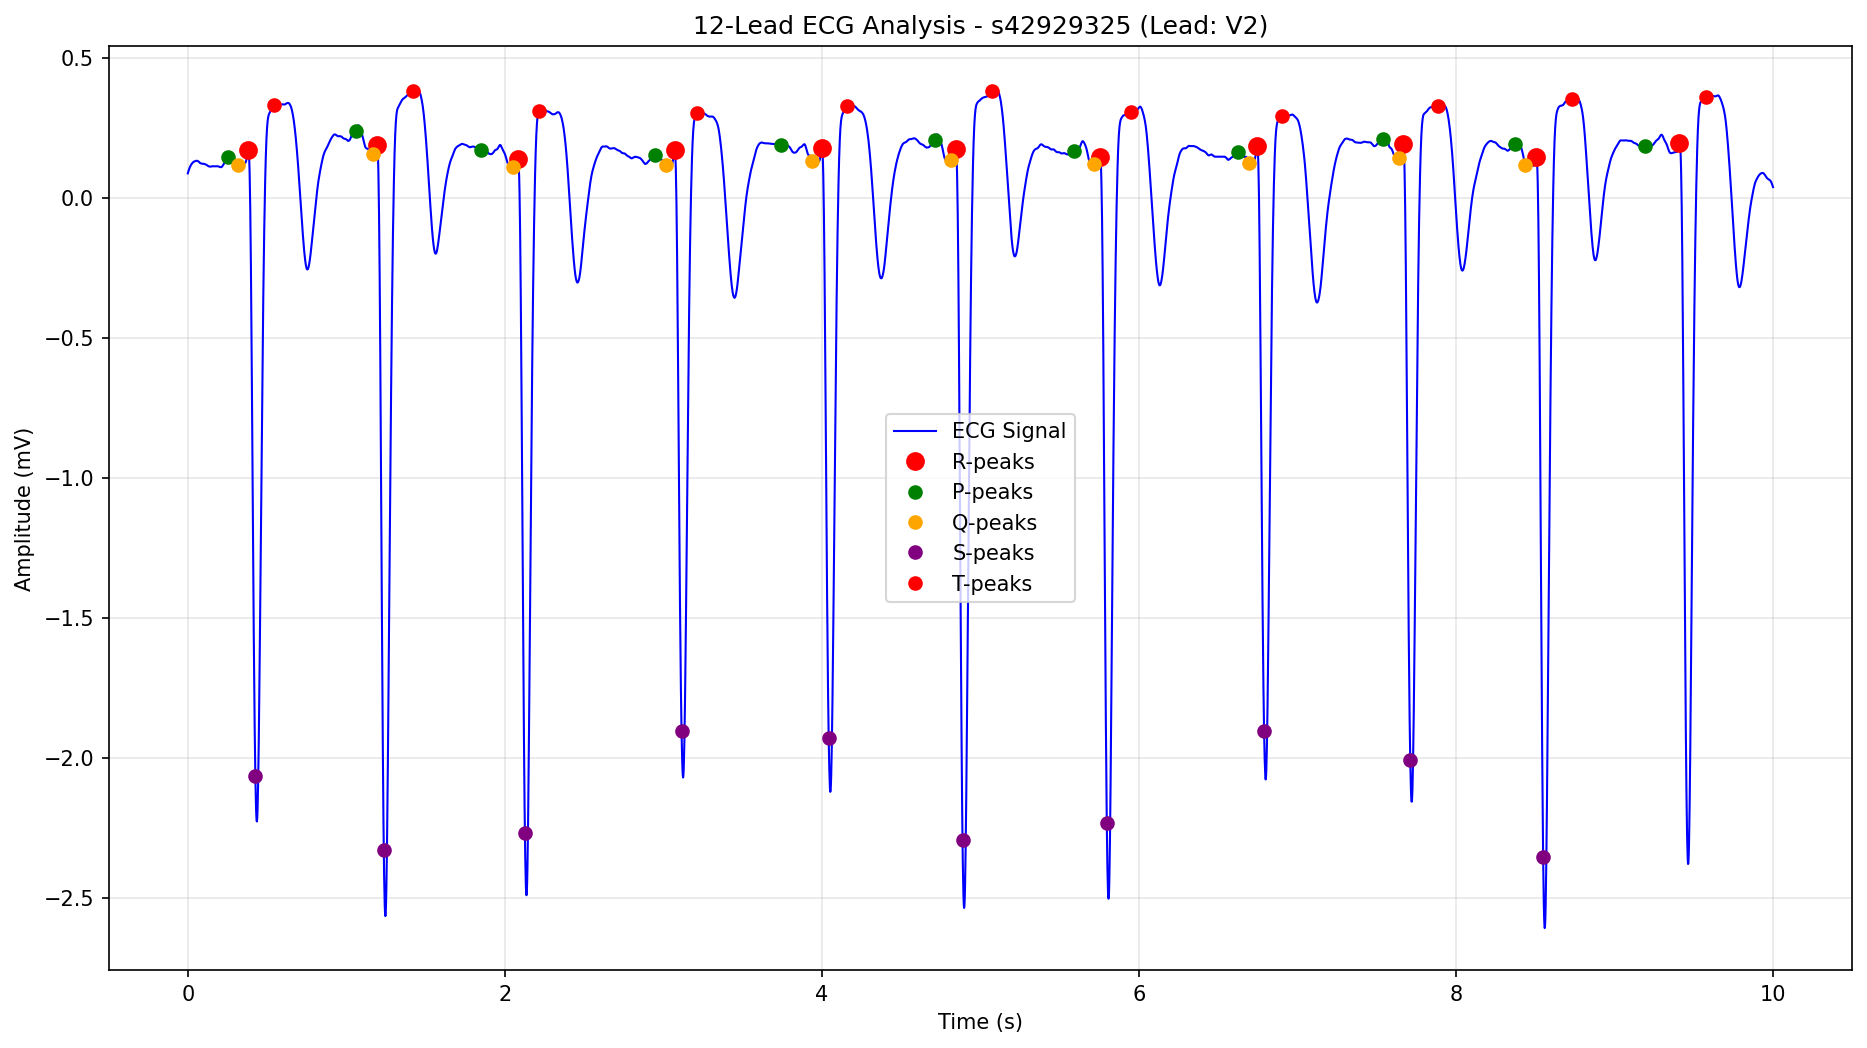 12-Lead ECG Analysis - s42929325 (Lead: V2)
Amplitude (mV)
0.5
0.0
−0.5
−1.0
−1.5
−2.0
−2.5
ECG Signal
R-peaks
P-peaks
Q-peaks
S-peaks
T-peaks
0 2 4 6 8 10
Time (s)